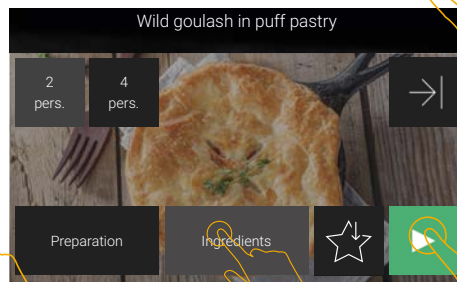 Wild goulash in puff pastry
2
pers.
4
pers.
Preparation
Ingredients